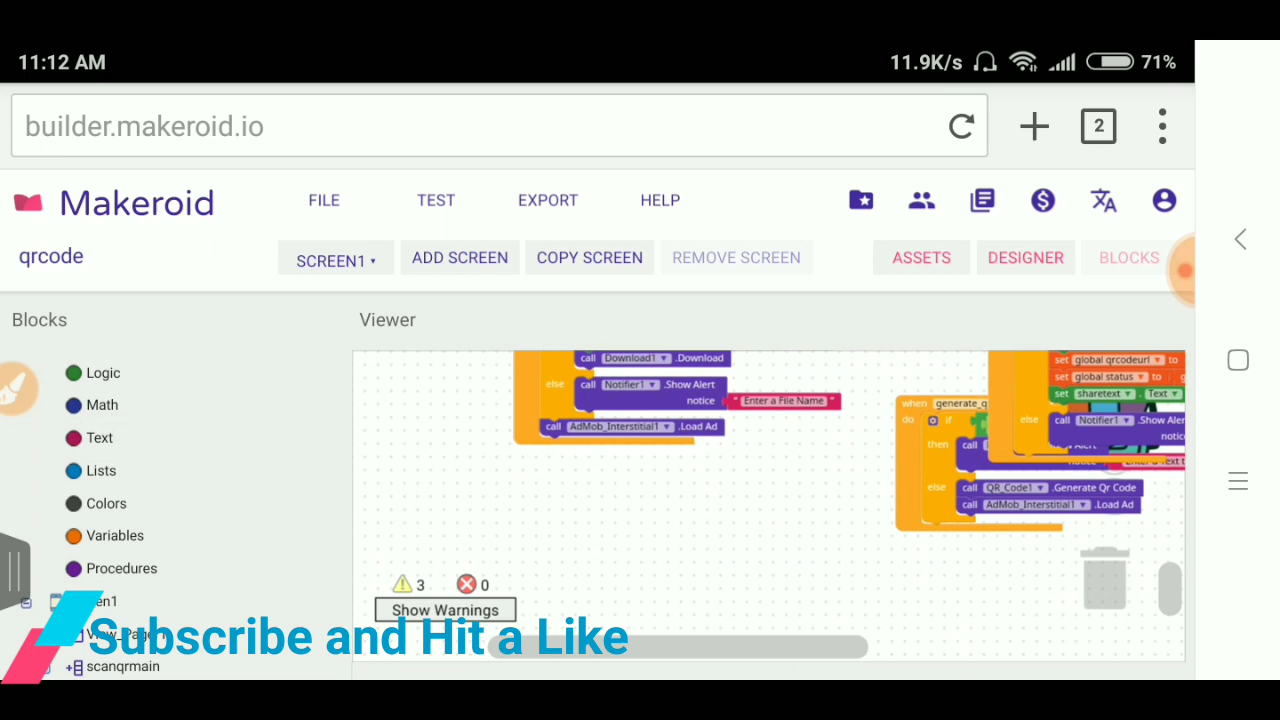 11:12 AM
11.9K/s
71%
builder.makeroid.io
2
Makeroid
FILE
TEST
EXPORT
HELP
qrcode
SCREEN1
ADD SCREEN
COPY SCREEN
REMOVE SCREEN
ASSETS
DESIGNER
BLOCKS
Blocks
Viewer
Logic
Math
Text
Lists
Colors
Variables
Procedures
scanqrmain
call Download1 .Download
else call Notifier1 .Show Alert
notice " Enter a File Name "
call AdMob_Interstitial1 .Load Ad
set global qrcodeurl to
set global status to
set sharetext . Text
else call Notifier1 .Show
when
do if
then call
else call QR_Code1 .Generate Qr Code
call AdMob_Interstitial1 .Load Ad
3
0
Show Warnings
Subscribe and Hit a Like